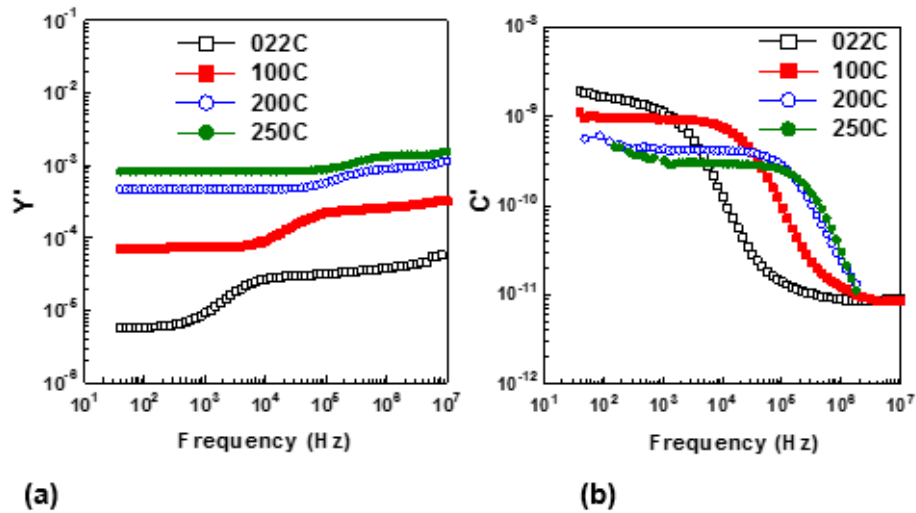 10⁻¹
10⁻²
10⁻³
10⁻⁴
10⁻⁵
10⁻⁶
Y'
022C
100C
200C
250C
10¹ 10² 10³ 10⁴ 10⁵ 10⁶ 10⁷
Frequency (Hz)
(a)
10⁻⁸
10⁻⁹
10⁻¹⁰
10⁻¹¹
10⁻¹²
C'
022C
100C
200C
250C
10¹ 10² 10³ 10⁴ 10⁵ 10⁶ 10⁷
Frequency (Hz)
(b)